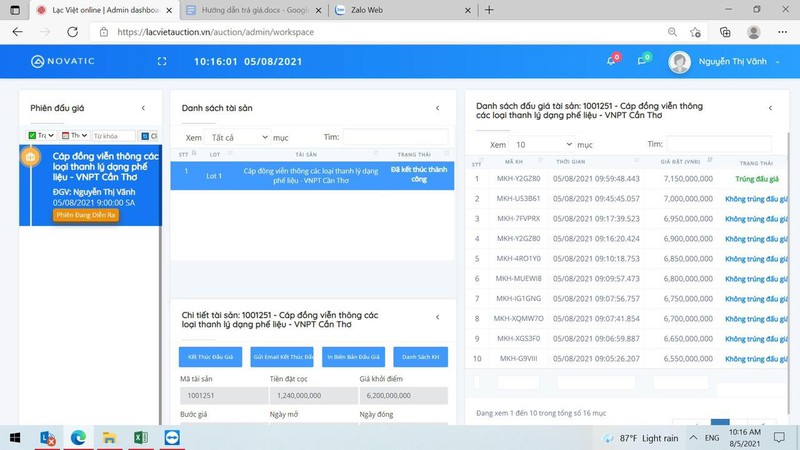 Lạc Việt online | Admin dashboa
Hướng dẫn trả giá.docx - Google
Zalo Web
https://lacvietauction.vn/auction/admin/workspace
NOVATIC
10:16:01 05/08/2021
0
0
Nguyễn Thị Vãnh
Phiên đấu giá
Từ khóa
Cáp đồng viễn thông các
loại thanh lý dạng phế
liệu - VNPT Cần Thơ
ĐGV: Nguyễn Thị Vãnh
05/08/2021 9:00:00 SA
Phiên Đang Diễn Ra
Danh sách tài sản
Xem Tất cả mục Tìm:
STT LOT TÀI SẢN TRẠNG THÁI
1 Lot 1 Cáp đồng viễn thông các loại thanh lý dạng phế liệu - VNPT Cần Thơ Đã kết thúc thành công
Chi tiết tài sản: 1001251 - Cáp đồng viễn thông các
loại thanh lý dạng phế liệu - VNPT Cần Thơ
Kết Thúc Đấu Giá Gửi Email Kết Thúc Đấu In Biên Bản Đấu Giá Danh Sách KH
Mã tài sản Tiền đặt cọc Giá khởi điểm
1001251 1,240,000,000 6,200,000,000
Bước giá Ngày mở Ngày đóng
Danh sách đấu giá tài sản: 1001251 - Cáp đồng viễn thông
các loại thanh lý dạng phế liệu - VNPT Cần Thơ
Xem 10 mục Tìm:
STT MÃ KH THỜI GIAN GIÁ ĐẶT (VNĐ) TRẠNG THÁI
1 MKH-Y2GZ80 05/08/2021 09:59:48.443 7,150,000,000 Trúng đấu giá
2 MKH-U53B61 05/08/2021 09:45:45.057 7,000,000,000 Không trúng đấu giá
3 MKH-7FVPRX 05/08/2021 09:17:39.523 6,950,000,000 Không trúng đấu giá
4 MKH-Y2GZ80 05/08/2021 09:16:20.424 6,900,000,000 Không trúng đấu giá
5 MKH-4RO1Y0 05/08/2021 09:10:18.753 6,850,000,000 Không trúng đấu giá
6 MKH-MUEWI8 05/08/2021 09:09:57.473 6,800,000,000 Không trúng đấu giá
7 MKH-IG1GNG 05/08/2021 09:07:56.757 6,750,000,000 Không trúng đấu giá
8 MKH-XQMW7O 05/08/2021 09:07:41.854 6,700,000,000 Không trúng đấu giá
9 MKH-XGS3F0 05/08/2021 09:06:59.887 6,650,000,000 Không trúng đấu giá
10 MKH-G9VIII 05/08/2021 09:05:26.207 6,550,000,000 Không trúng đấu giá
Đang xem 1 đến 10 trong tổng số 16 mục
87°F Light rain
ENG
10:16 AM
8/5/2021